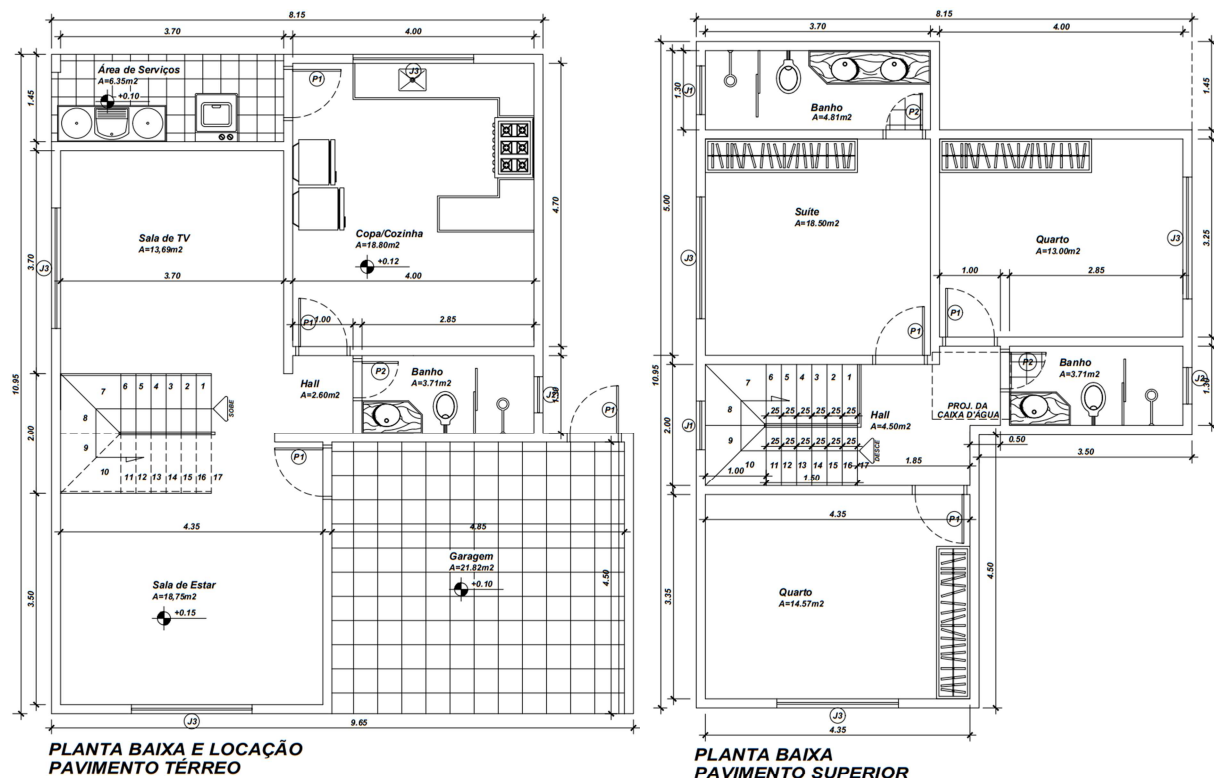 8.15
3.70
4.00
Área de Serviços
A=6.35m2
+0.10
P1
J3
1.45
10.95
Sala de TV
A=13,69m2
Copa/Cozinha
A=18.80m2
+0.12
4.70
3.70
J3
3.70
4.00
P1
1.00
2.85
Hall
A=2.60m2
P2
Banho
A=3.71m2
1.30
P1
7
6
5
4
3
2
1
8
SOBE
9
10
11
12
13
14
15
16
17
2.00
P1
4.35
4.85
Garagem
A=21.82m2
+0.10
4.50
Sala de Estar
A=18,75m2
+0.15
3.50
J3
9.65
PLANTA BAIXA E LOCAÇÃO
PAVIMENTO TÉRREO
8.15
3.70
4.00
J1
1.30
Banho
A=4.81m2
P2
1.45
5.00
Suíte
A=18.50m2
J3
Quarto
A=13.00m2
J3
3.25
1.00
2.85
P1
P1
10.95
P2
Banho
A=3.71m2
J2
1.30
7
6
5
4
3
2
1
8
25
25
25
25
25
25
Hall
A=4.50m2
PROJ. DA
CAIXA D'ÁGUA
J1
2.00
9
25
25
25
25
25
25
DESCE
10
11
12
13
14
15
16
17
1.00
1.50
1.85
0.50
3.50
P1
4.35
4.50
Quarto
A=14.57m2
3.35
J3
4.35
PLANTA BAIXA
PAVIMENTO SUPERIOR